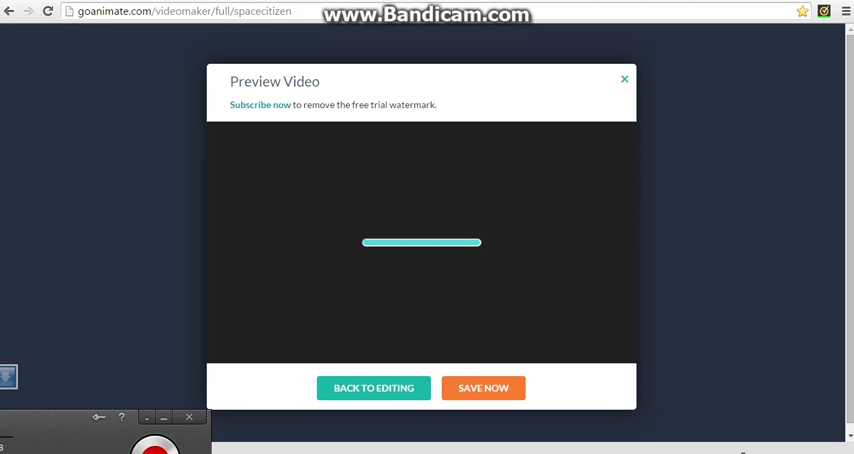 goanimate.com/videomaker/full/spacecitizen
www.Bandicam.com
Preview Video
×
Subscribe now to remove the free trial watermark.
BACK TO EDITING
SAVE NOW
?